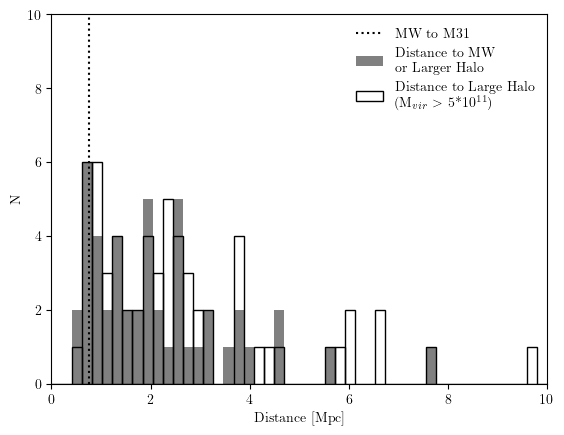 MW to M31
Distance to MW
or Larger Halo
Distance to Large Halo
(M_{vir} > 5*10^{11})
10
8
6
4
2
0
N
0 2 4 6 8 10
Distance [Mpc]